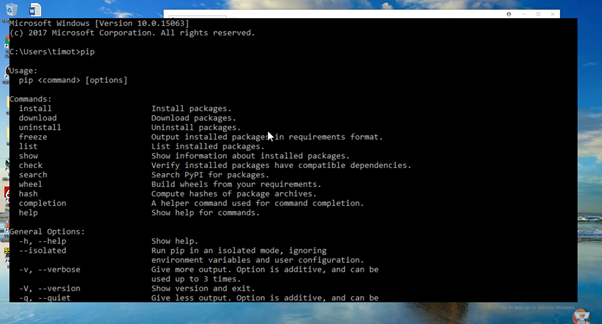 Microsoft Windows [Version 10.0.15063]
(c) 2017 Microsoft Corporation. All rights reserved.
C:\Users\timot>pip
Usage:
pip <command> [options]
Commands:
install Install packages.
download Download packages.
uninstall Uninstall packages.
freeze Output installed packages in requirements format.
list List installed packages.
show Show information about installed packages.
check Verify installed packages have compatible dependencies.
search Search PyPI for packages.
wheel Build wheels from your requirements.
hash Compute hashes of package archives.
completion A helper command used for command completion.
help Show help for commands.
General Options:
-h, --help Show help.
--isolated Run pip in an isolated mode, ignoring
environment variables and user configuration.
-v, --verbose Give more output. Option is additive, and can be
used up to 3 times.
-V, --version Show version and exit.
-q, --quiet Give less output. Option is additive, and can be